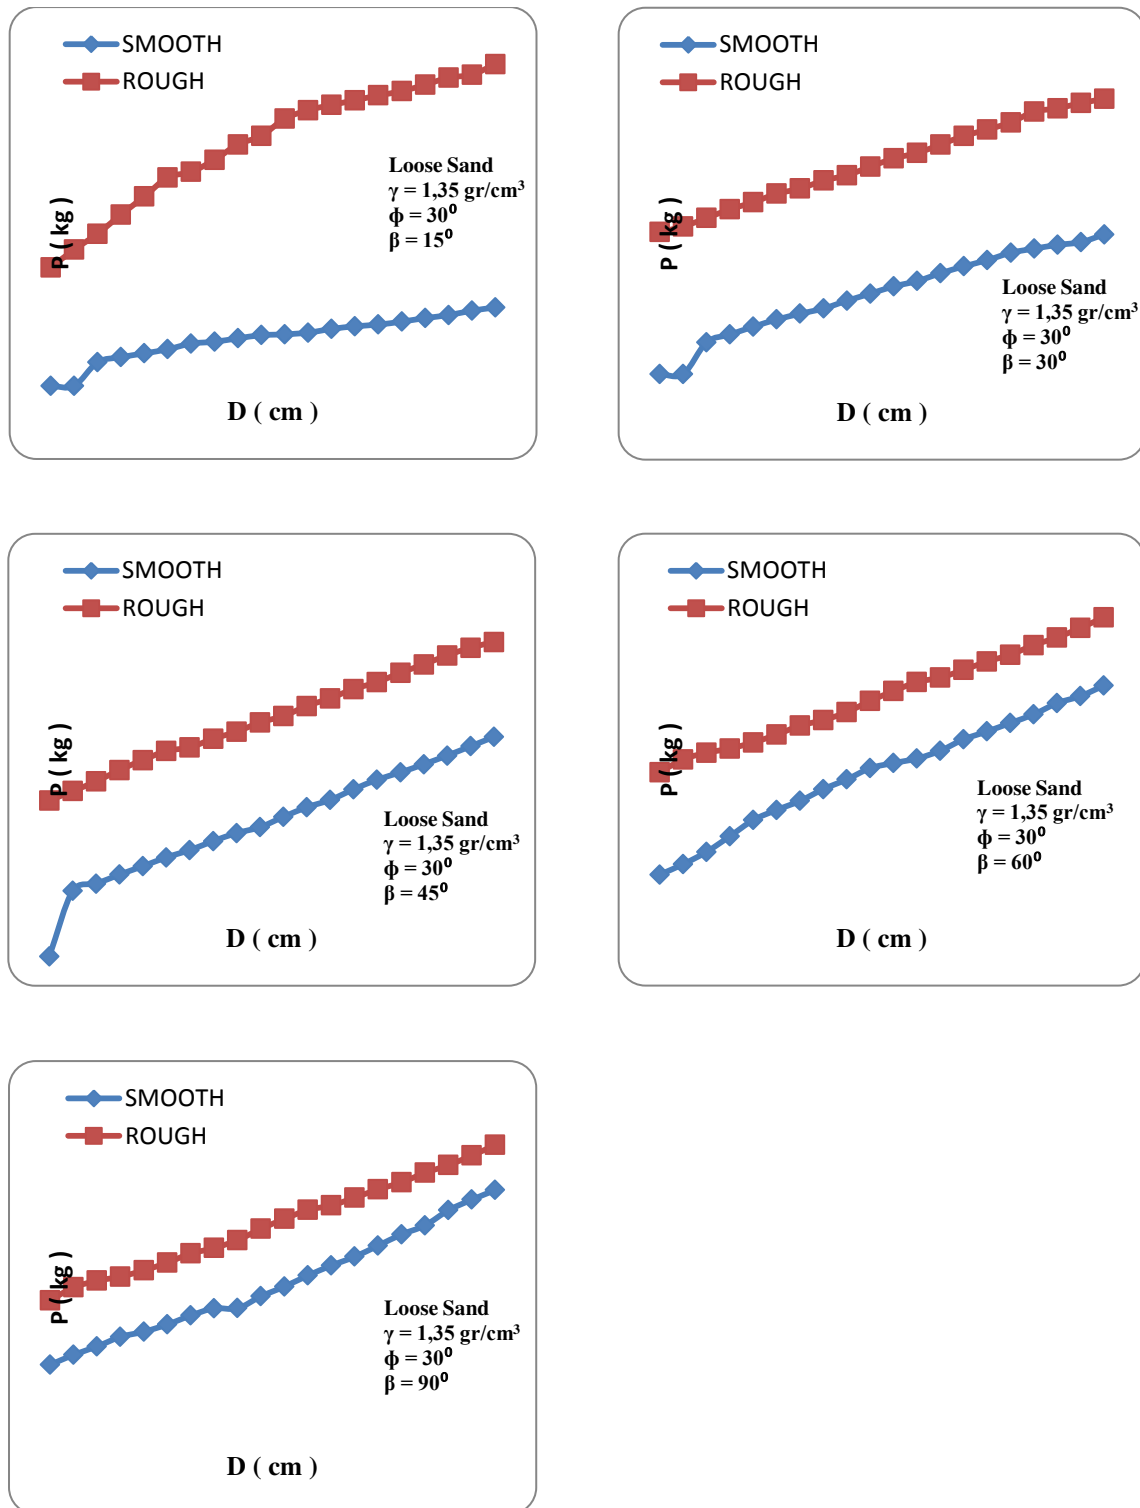 SMOOTH
ROUGH
P ( kg )
Loose Sand
γ = 1,35 gr/cm³
ϕ = 30⁰
β = 15⁰
D ( cm )
SMOOTH
ROUGH
P ( kg )
Loose Sand
γ = 1,35 gr/cm³
ϕ = 30⁰
β = 30⁰
D ( cm )
SMOOTH
ROUGH
P ( kg )
Loose Sand
γ = 1,35 gr/cm³
ϕ = 30⁰
β = 45⁰
D ( cm )
SMOOTH
ROUGH
P ( kg )
Loose Sand
γ = 1,35 gr/cm³
ϕ = 30⁰
β = 60⁰
D ( cm )
SMOOTH
ROUGH
P ( kg )
Loose Sand
γ = 1,35 gr/cm³
ϕ = 30⁰
β = 90⁰
D ( cm )